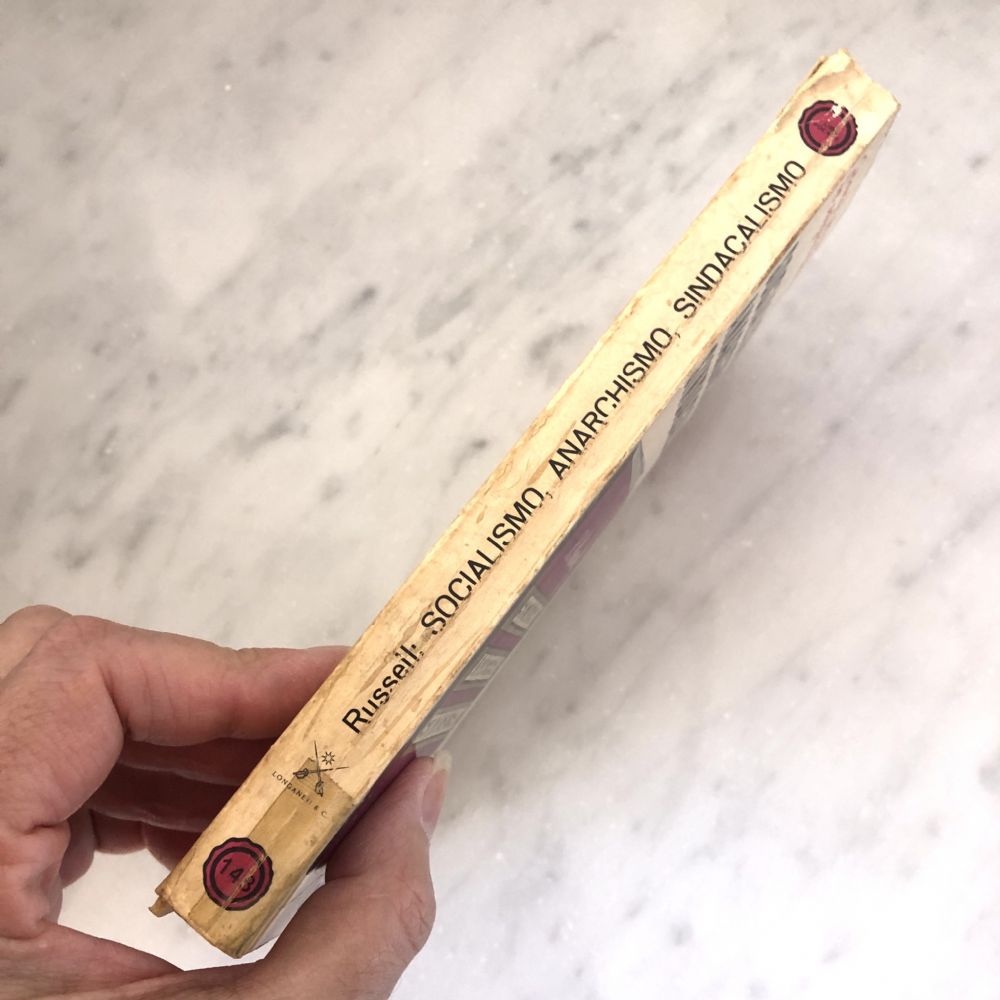 Russell: SOCIALISMO, ANARCHISMO, SINDACALISMO
LONGANESI & C.
143